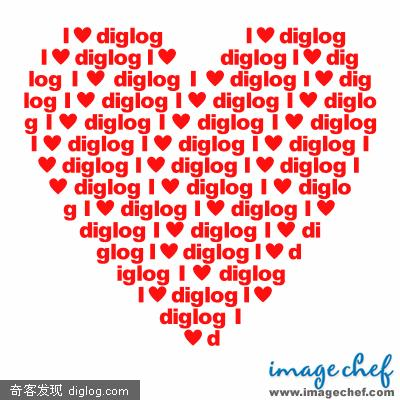 I♥diglog I♥diglog
I♥diglog I♥ diglog I♥dig
log I♥ diglog I♥diglog I♥dig
log I♥diglog I♥diglog I♥diglo
g I♥ diglog I♥ diglog I♥ diglog
I♥diglog I♥diglog I♥diglog I
♥diglog I♥diglog I♥diglog I
♥diglog I♥diglog I♥diglo
g I♥diglog I♥diglog I♥
diglog I♥diglog I♥di
glog I♥diglog I♥d
iglog I♥ diglog
I♥diglog I♥
diglog I
♥d
image chef
www.imagechef.com
奇客发现 diglog.com